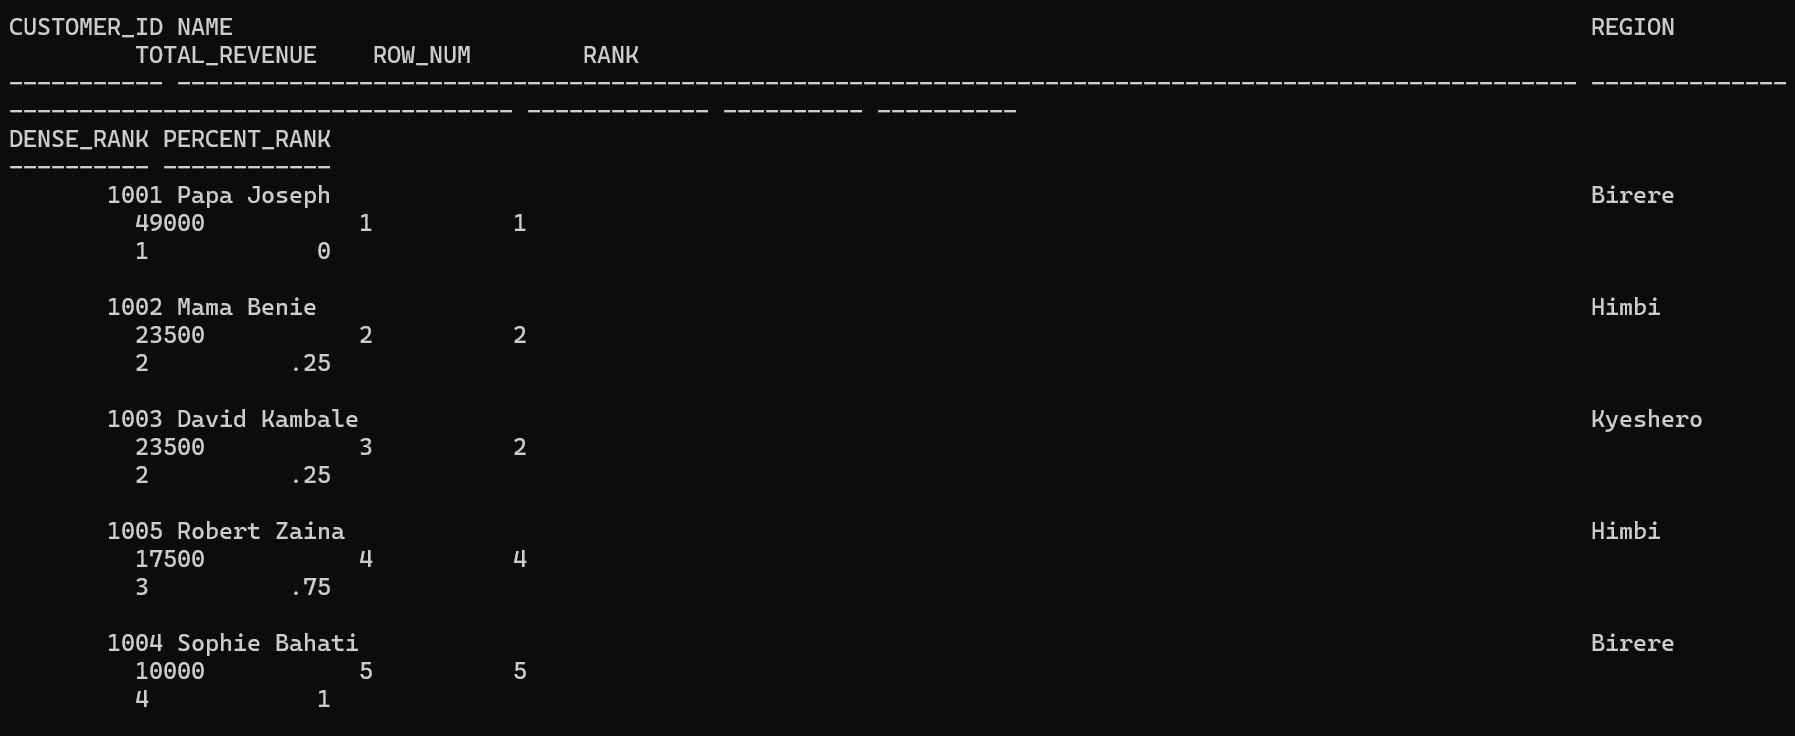 CUSTOMER_ID NAME REGION
TOTAL_REVENUE ROW_NUM RANK
----------- ---------------------------------------------------------------------------------------------------- --------------
------------------------------------ ------------- ---------- ----------
DENSE_RANK PERCENT_RANK
---------- ------------
1001 Papa Joseph Birere
49000 1 1
1 0
1002 Mama Benie Himbi
23500 2 2
2 .25
1003 David Kambale Kyeshero
23500 3 2
2 .25
1005 Robert Zaina Himbi
17500 4 4
3 .75
1004 Sophie Bahati Birere
10000 5 5
4 1